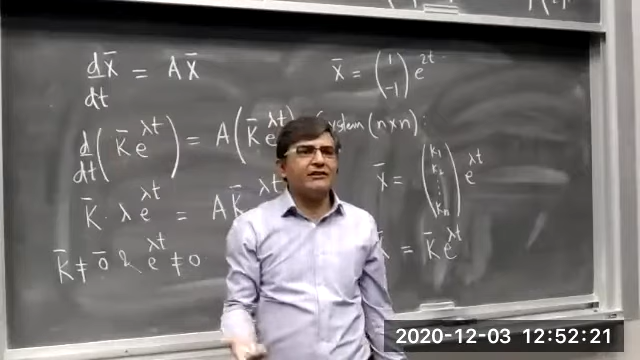 dx̄/dt = Ax̄
d/dt (K̄e^λt) = A(K̄e^λt)
K̄·λe^λt = AK̄e^λt
K̄ ≠ 0̄ & e^λt ≠ 0
x̄ = (1 -1) e^2t
System (n×n):
x̄ = (k₁ k₂ ⋮ kₙ) e^λt
= K̄e^λt
2020-12-03 12:52:21